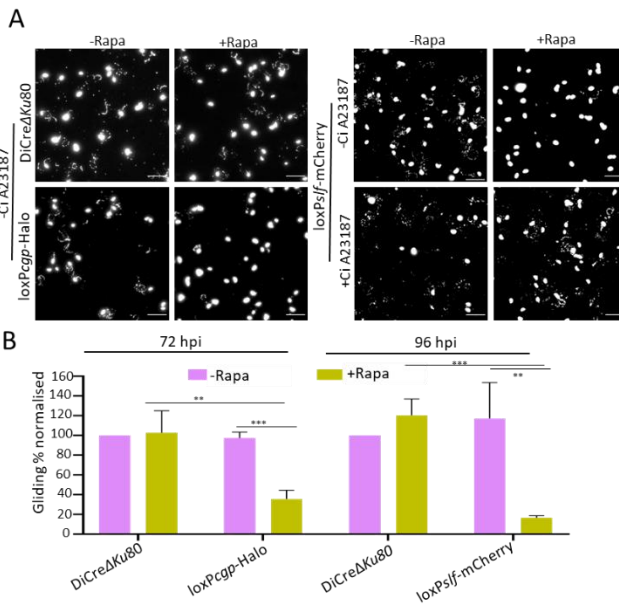 A
-Rapa +Rapa -Rapa +Rapa
DiCreΔKu80
-Ci A23187
loxPcgp-Halo
-Ci A23187
loxPslf-mCherry
+Ci A23187
B
72 hpi 96 hpi
-Rapa +Rapa
*** 
** **
***
Gliding % normalised
160
140
120
100
80
60
40
20
0
DiCreΔKu80 loxPcgp-Halo DiCreΔKu80 loxPslf-mCherry